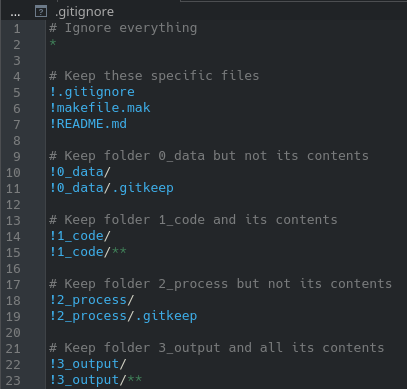 ... ? .gitignore
1 # Ignore everything
2 *
3
4 # Keep these specific files
5 !.gitignore
6 !makefile.mak
7 !README.md
8
9 # Keep folder 0_data but not its contents
10 !0_data/
11 !0_data/.gitkeep
12
13 # Keep folder 1_code and its contents
14 !1_code/
15 !1_code/**
16
17 # Keep folder 2_process but not its contents
18 !2_process/
19 !2_process/.gitkeep
20
21 # Keep folder 3_output and all its contents
22 !3_output/
23 !3_output/**